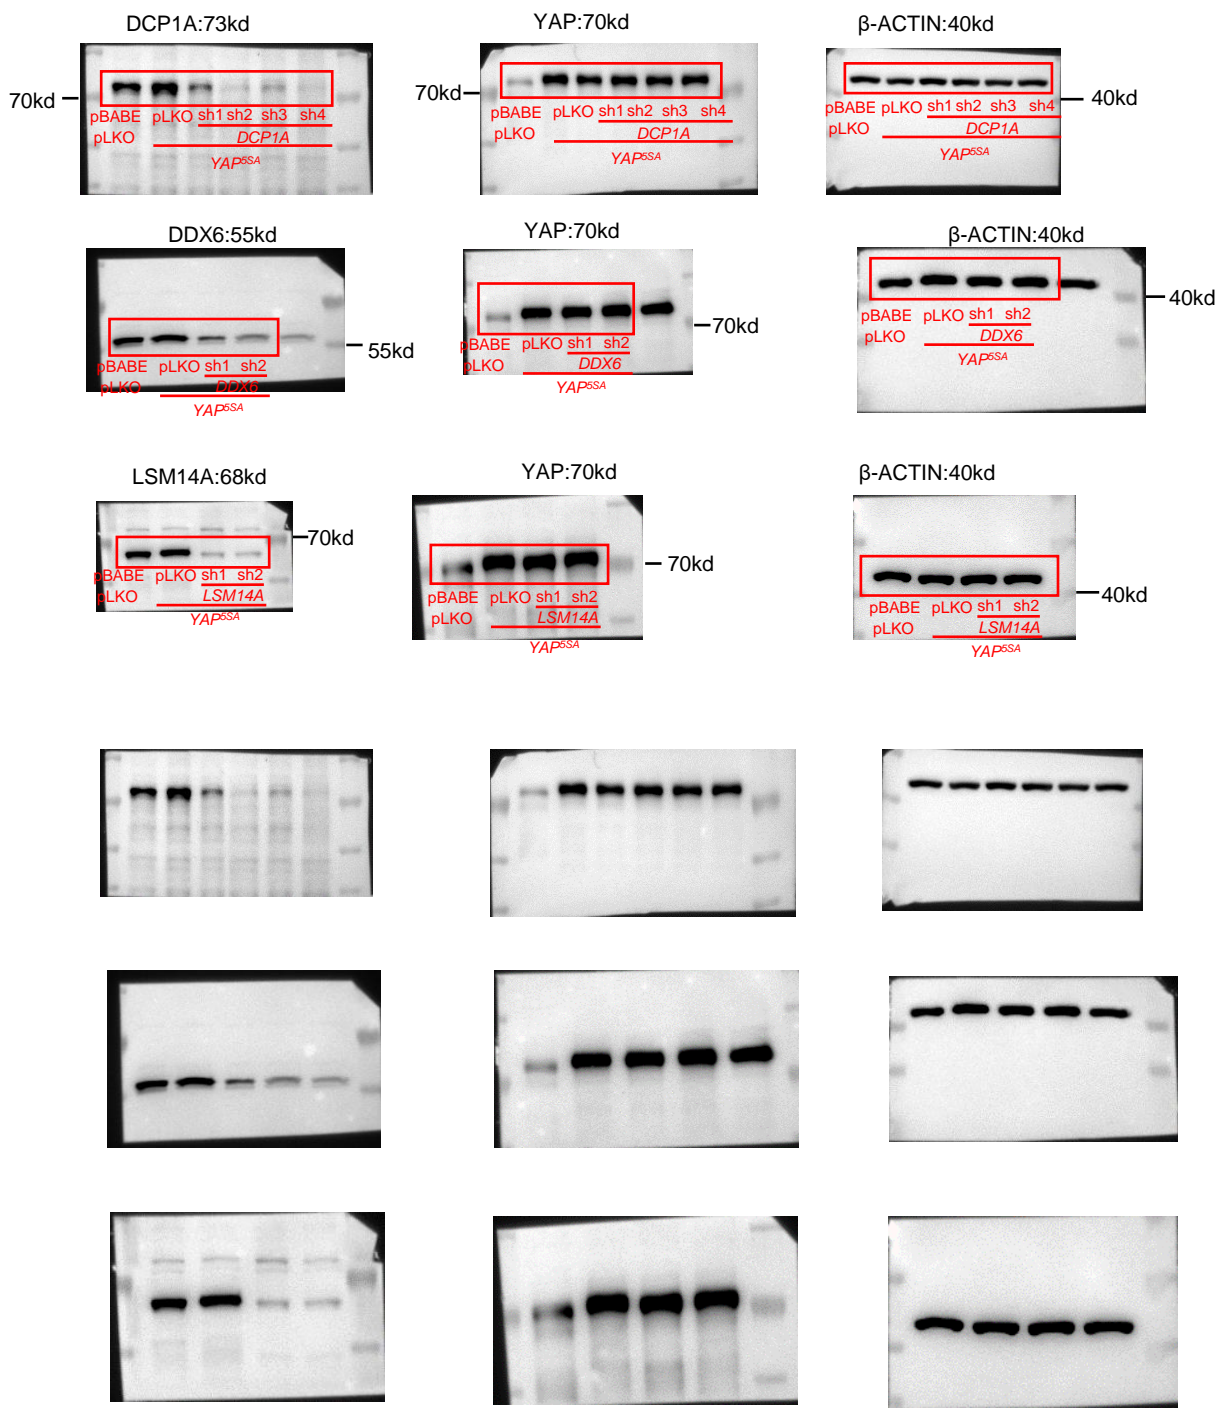 DCP1A:73kd
YAP:70kd
β-ACTIN:40kd
70kd
pBABE pLKO sh1 sh2 sh3 sh4
pLKO DCP1A
YAP5SA
70kd
pBABE pLKO sh1 sh2 sh3 sh4
pLKO DCP1A
YAP5SA
40kd
pBABE pLKO sh1 sh2 sh3 sh4
pLKO DCP1A
YAP5SA
DDX6:55kd
YAP:70kd
β-ACTIN:40kd
55kd
pBABE pLKO sh1 sh2
pLKO DDX6
YAP5SA
70kd
pBABE pLKO sh1 sh2
pLKO DDX6
YAP5SA
40kd
pBABE pLKO sh1 sh2
pLKO DDX6
YAP5SA
LSM14A:68kd
YAP:70kd
β-ACTIN:40kd
70kd
pBABE pLKO sh1 sh2
pLKO LSM14A
YAP5SA
70kd
pBABE pLKO sh1 sh2
pLKO LSM14A
YAP5SA
40kd
pBABE pLKO sh1 sh2
pLKO LSM14A
YAP5SA